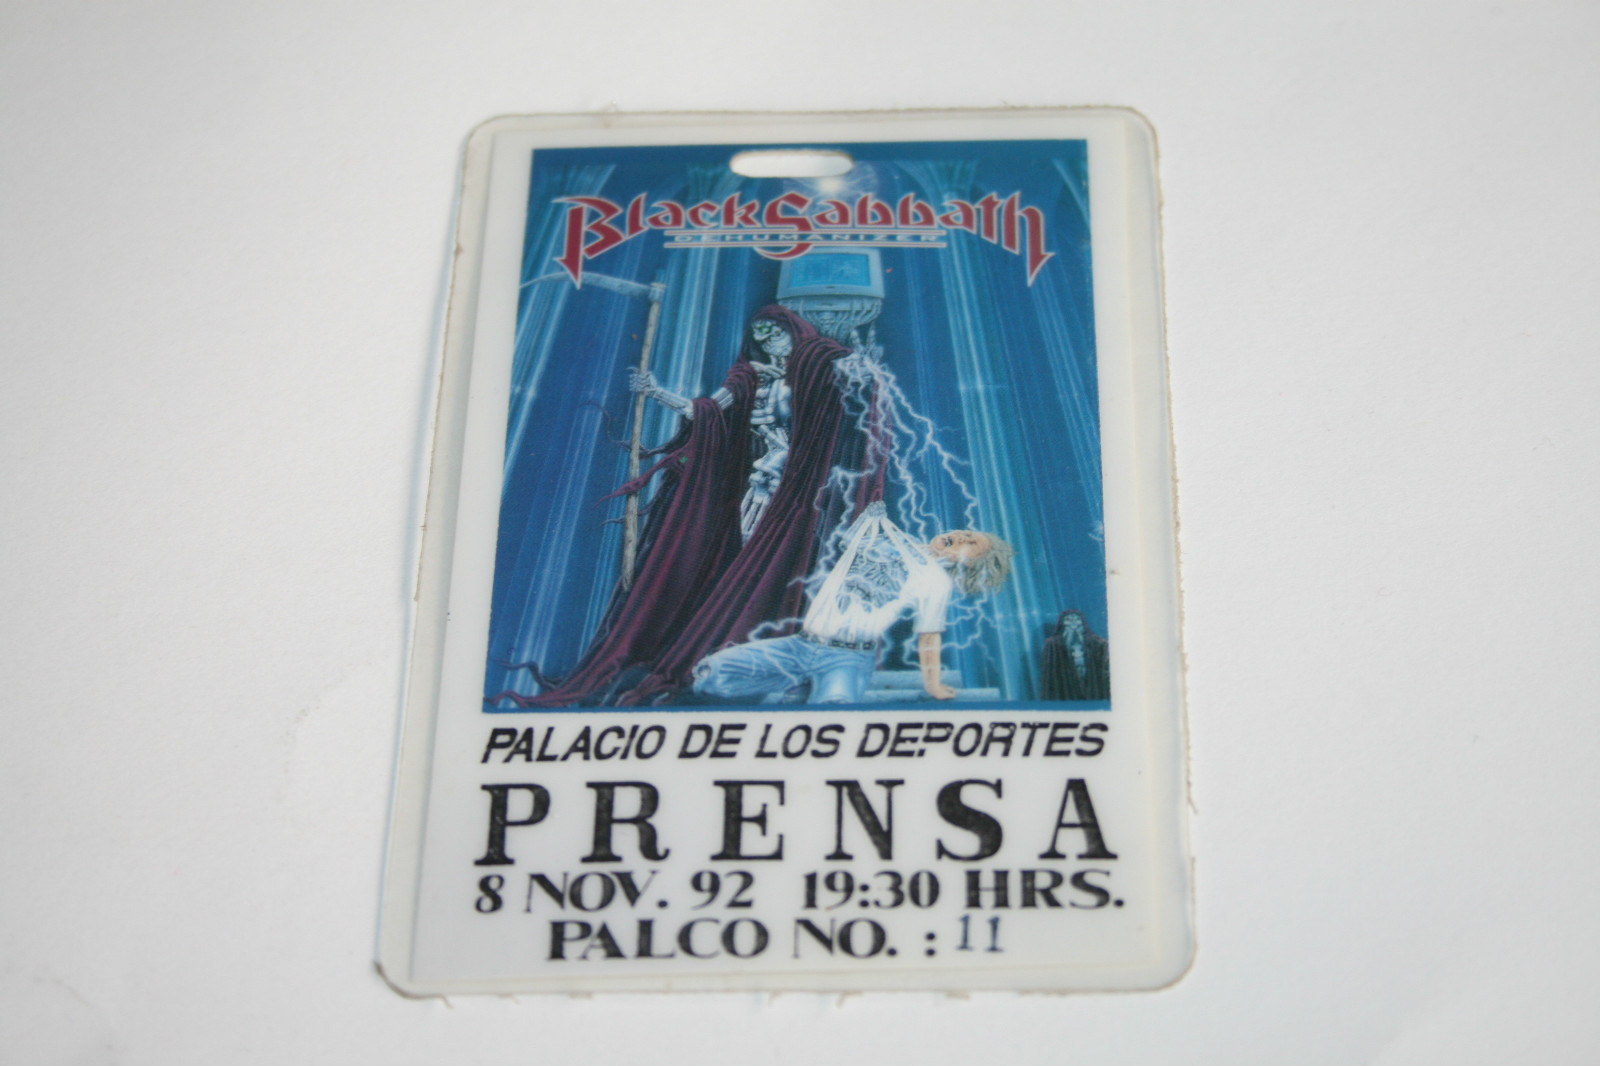 Black Sabbath
DEHUMANIZER
PALACIO DE LOS DEPORTES
PRENSA
8 NOV. 92 19:30 HRS.
PALCO NO. : 11